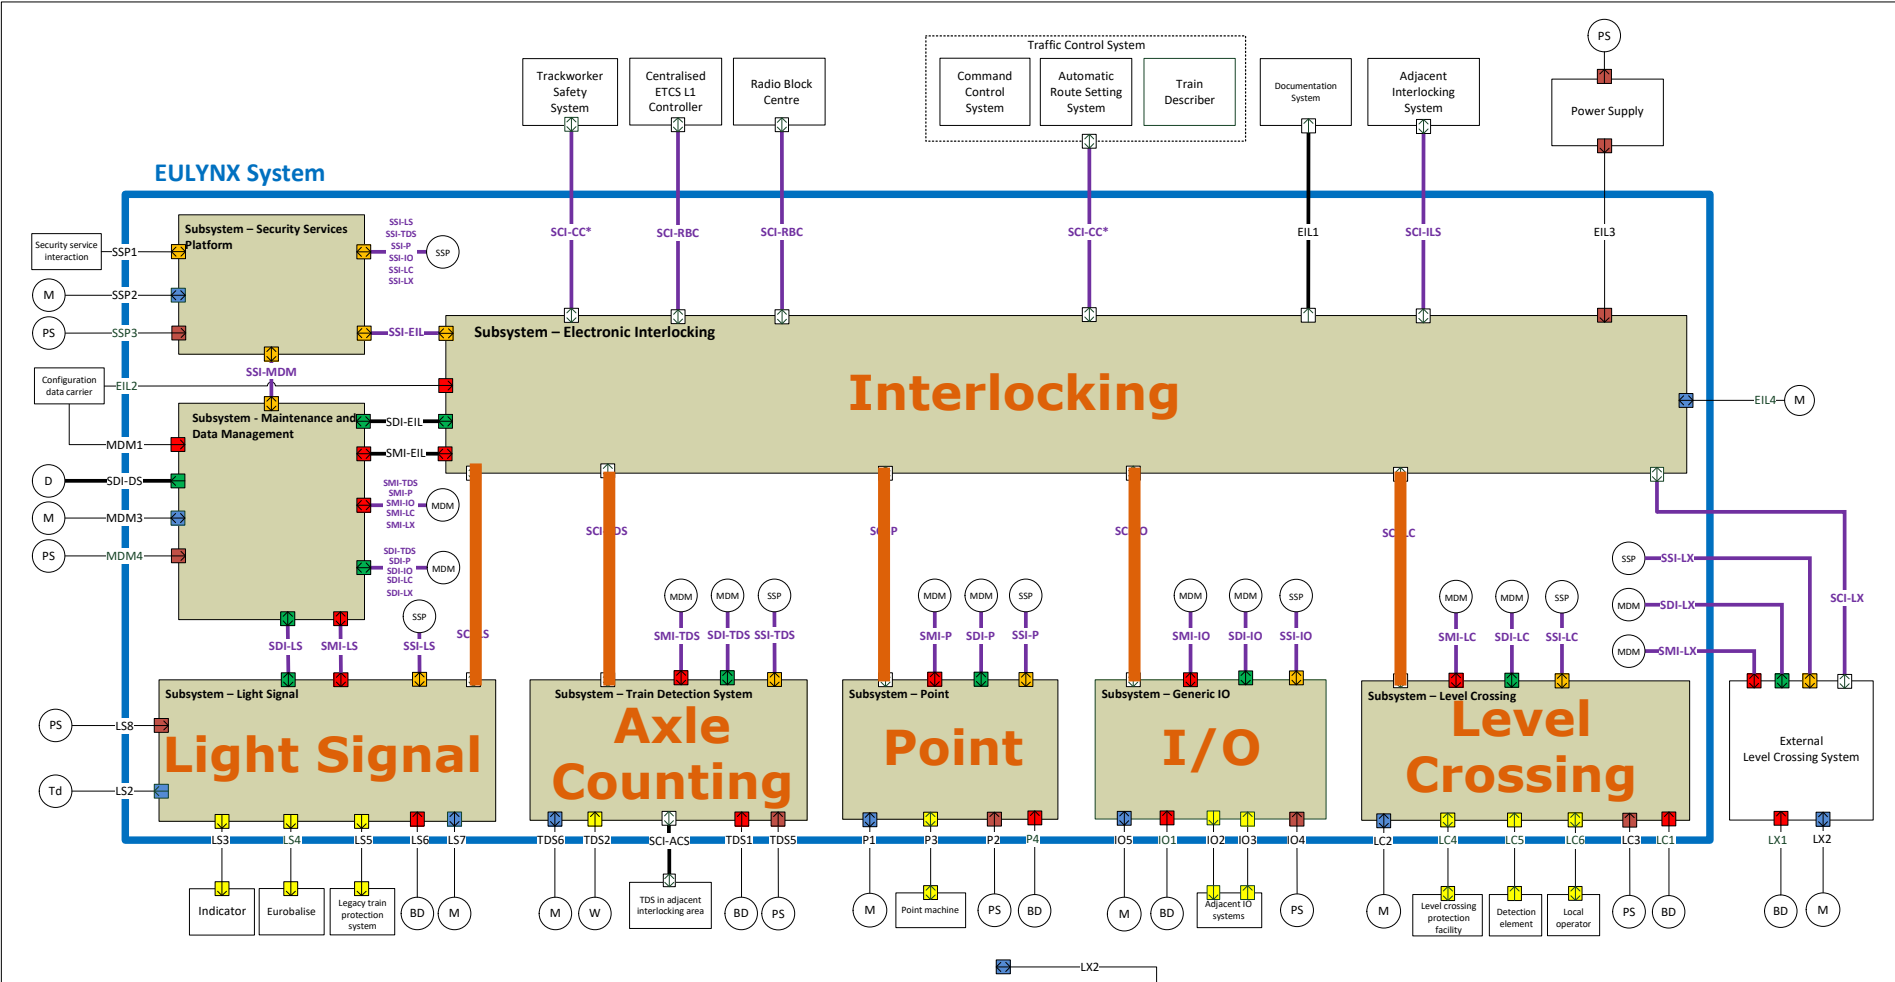 PS
Traffic Control System
Trackworker
Safety
System
Centralised
ETCS L1
Controller
Radio Block
Centre
Command
Control
System
Automatic
Route Setting
System
Train
Describer
Documentation
System
Adjacent
Interlocking
System
Power Supply
EULYNX System
Subsystem – Security Services
Platform
SSI-LS
SSI-TDS
SSI-P
SSI-IO
SSI-LC
SSI-LX
SSP
SCI-CC*
SCI-RBC
SCI-RBC
SCI-CC*
EIL1
SCI-ILS
EIL3
Security service
interaction
SSP1
M
SSP2
PS
SSP3
SSI-EIL
Subsystem – Electronic Interlocking
Interlocking
SSI-MDM
Configuration
data carrier
EIL2
EIL4
M
Subsystem - Maintenance and
Data Management
SDI-EIL
SMI-EIL
MDM1
D
SDI-DS
M
MDM3
PS
MDM4
SMI-TDS
SMI-P
SMI-IO
SMI-LC
SMI-LX
MDM
SDI-TDS
SDI-P
SDI-IO
SDI-LC
SDI-LX
MDM
SSP
SDI-LS
SMI-LS
SSI-LS
MDM
MDM
SSP
SMI-TDS
SDI-TDS
SSI-TDS
MDM
MDM
SSP
SMI-P
SDI-P
SSI-P
MDM
MDM
SSP
SMI-IO
SDI-IO
SSI-IO
MDM
MDM
SSP
SMI-LC
SDI-LC
SSI-LC
SSP
SSI-LX
MDM
SDI-LX
MDM
SMI-LX
SCI-LX
Subsystem – Light Signal
Light Signal
Subsystem – Train Detection System
Axle
Counting
Subsystem – Point
Point
Subsystem – Generic IO
I/O
Subsystem – Level Crossing
Level
Crossing
External
Level Crossing System
PS
LS8
Td
LS2
LS3
LS4
LS5
LS6
LS7
TDS6
TDS2
SCI-ACS
TDS1
TDS5
P1
P3
P2
P4
IO5
IO1
IO2
IO3
IO4
LC2
LC4
LC5
LC6
LC3
LC1
LX1
LX2
Indicator
Eurobalise
Legacy train
protection
system
BD
M
M
W
TDS in adjacent
interlocking area
BD
PS
M
Point machine
PS
BD
M
BD
Adjacent IO
systems
PS
M
Level crossing
protection
facility
Detection
element
Local
operator
PS
BD
BD
M
LX2